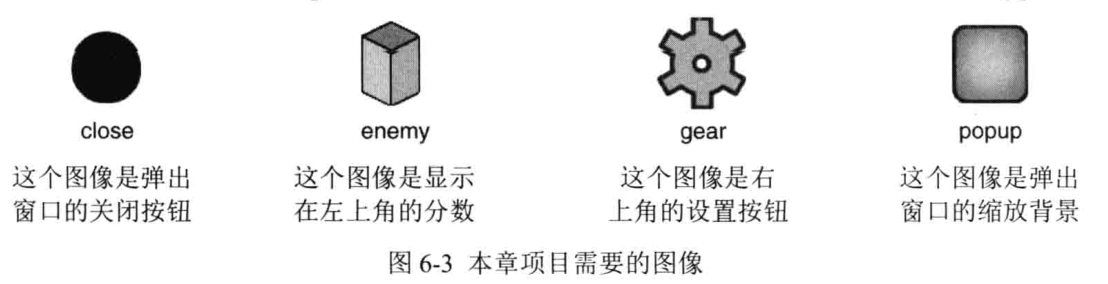 close
这个图像是弹出
窗口的关闭按钮
enemy
这个图像是显示
在左上角的分数
gear
这个图像是右
上角的设置按钮
popup
这个图像是弹出
窗口的缩放背景
图 6-3 本章项目需要的图像